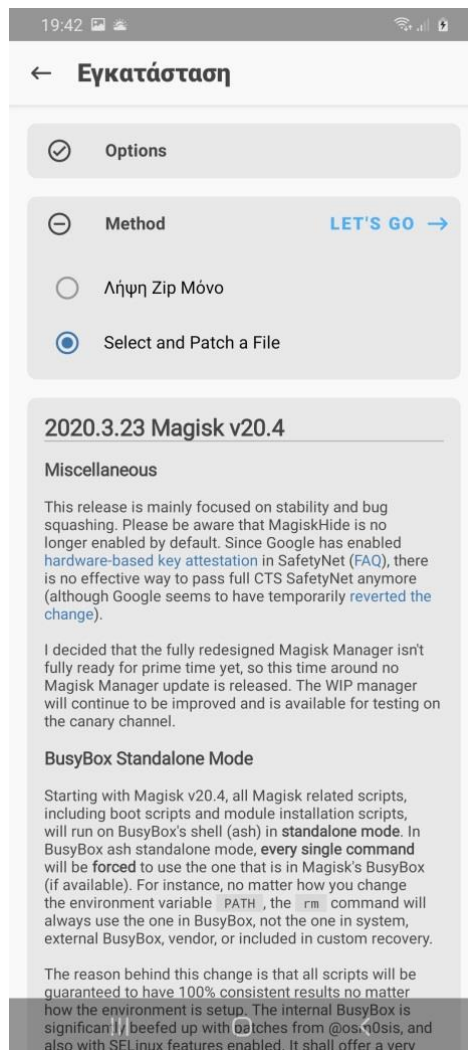 19:42
Εγκατάσταση
Options
Method LET'S GO →
Λήψη Zip Μόνο
Select and Patch a File
2020.3.23 Magisk v20.4
Miscellaneous
This release is mainly focused on stability and bug
squashing. Please be aware that MagiskHide is no
longer enabled by default. Since Google has enabled
hardware-based key attestation in SafetyNet (FAQ), there
is no effective way to pass full CTS SafetyNet anymore
(although Google seems to have temporarily reverted the
change).
I decided that the fully redesigned Magisk Manager isn't
fully ready for prime time yet, so this time around no
Magisk Manager update is released. The WIP manager
will continue to be improved and is available for testing on
the canary channel.
BusyBox Standalone Mode
Starting with Magisk v20.4, all Magisk related scripts,
including boot scripts and module installation scripts,
will run on BusyBox's shell (ash) in standalone mode. In
BusyBox ash standalone mode, every single command
will be forced to use the one that is in Magisk's BusyBox
(if available). For instance, no matter how you change
the environment variable PATH , the rm command will
always use the one in BusyBox, not the one in system,
external BusyBox, vendor, or included in custom recovery.
The reason behind this change is that all scripts will be
guaranteed to have 100% consistent results no matter
how the environment is setup. The internal BusyBox is
significantly beefed up with patches from @osm0sis, and
also with SELinux features enabled. It shall offer a very